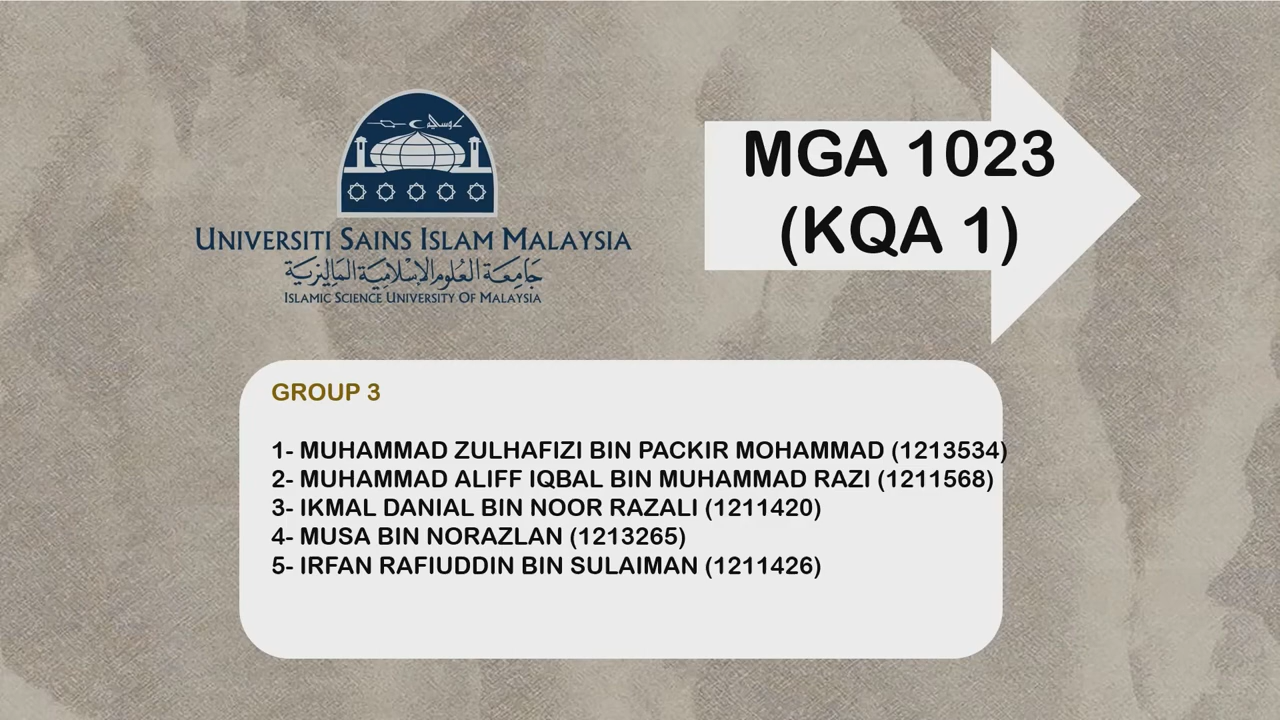 UNIVERSITI SAINS ISLAM MALAYSIA
جامعة العلوم الإسلامية الماليزية
ISLAMIC SCIENCE UNIVERSITY OF MALAYSIA
MGA 1023
(KQA 1)
GROUP 3
1- MUHAMMAD ZULHAFIZI BIN PACKIR MOHAMMAD (1213534)
2- MUHAMMAD ALIFF IQBAL BIN MUHAMMAD RAZI (1211568)
3- IKMAL DANIAL BIN NOOR RAZALI (1211420)
4- MUSA BIN NORAZLAN (1213265)
5- IRFAN RAFIUDDIN BIN SULAIMAN (1211426)